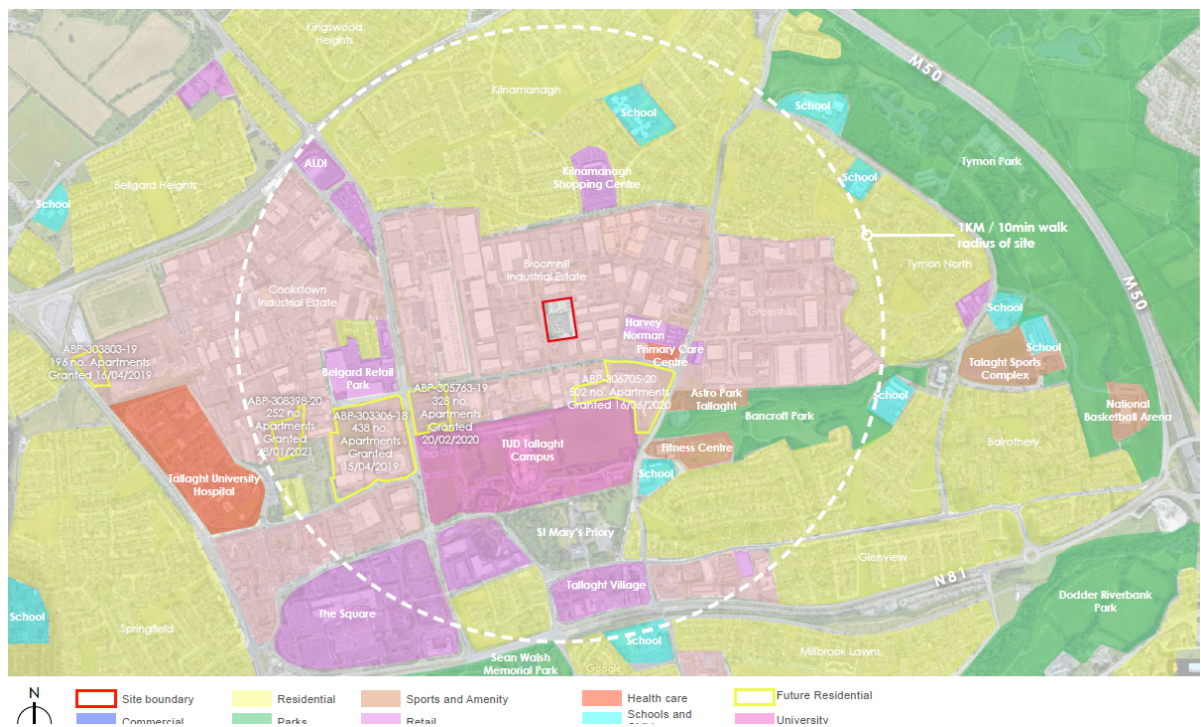 Kingswood
Heights
M50
Kilnamanagh
School
School
ALDI
Tymon Park
Kilnamanagh
Shopping Centre
School
Bellgard Heights
School
1KM / 10min walk
radius of site
Tymon North
Broomhill
Industrial Estate
Cookstown
Industrial Estate
M50
School
Greenhills
Harvey
Norman
School
ABP-303803-19
196 no. Apartments
Granted 16/04/2019
Primary Care
Centre
Talaght Sports
Complex
Belgard Retail
Park
ABP-305763-19
328 no.
Apartments
Granted
20/02/2020
ABP-306705-20
502 no. Apartments
Granted 16/06/2020
Astro Park
Tallaght
School
National
Basketball Arena
ABP-308398-20
252 no.
Apartments
Granted
28/01/2021
ABP-303306-18
438 no.
Apartments
Granted
15/04/2019
Bancroft Park
TUD Tallaght
Campus
Fitness Centre
Balrothery
School
Tallaght University
Hospital
St Mary's Priory
Glenview
N81
Tallaght Village
Dodder Riverbank
Park
The Square
School
Springfield
School
Millbrook Lawns
Sean Walsh
Memorial Park
Google
N
Site boundary
Residential
Sports and Amenity
Health care
Future Residential
Commercial
Parks
Retail
Schools and
University